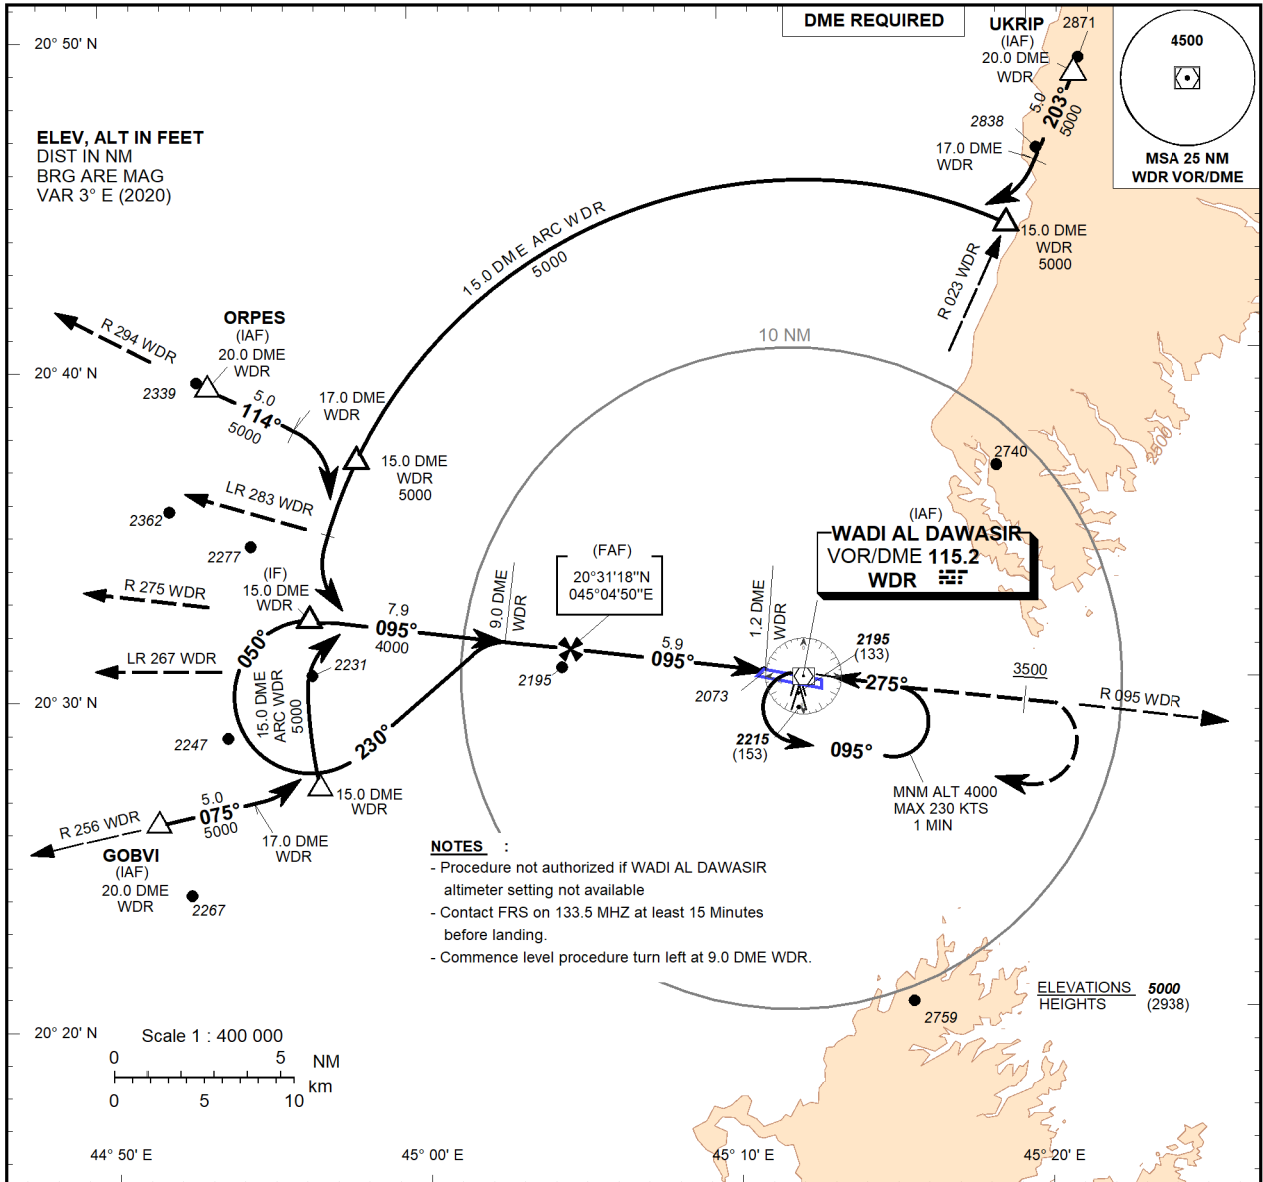 DME REQUIRED
UKRIP
(IAF)
20.0 DME
WDR
2871
4500
MSA 25 NM
WDR VOR/DME
20° 50' N
ELEV, ALT IN FEET
DIST IN NM
BRG ARE MAG
VAR 3° E (2020)
5.0
203°
5000
2838
17.0 DME
WDR
15.0 DME
WDR
5000
R 023 WDR
15.0 DME ARC WDR
5000
10 NM
R 294 WDR
ORPES
(IAF)
20.0 DME
WDR
20° 40' N
2339
5.0
114°
5000
17.0 DME
WDR
15.0 DME
WDR
5000
2500
2740
LR 283 WDR
2362
2277
(IAF)
WADI AL DAWASIR
VOR/DME 115.2
WDR
(FAF)
20°31'18"N
045°04'50"E
(IF)
15.0 DME
WDR
R 275 WDR
7.9
095°
4000
9.0 DME
WDR
1.2 DME
WDR
5.9
095°
2195
(133)
050°
LR 267 WDR
2231
2195
2073
275°
3500
R 095 WDR
20° 30' N
15.0 DME
ARC WDR
5000
2247
230°
2215
(153)
095°
MNM ALT 4000
MAX 230 KTS
1 MIN
15.0 DME
WDR
5.0
075°
5000
R 256 WDR
17.0 DME
WDR
GOBVI
(IAF)
20.0 DME
WDR
2267
NOTES :
- Procedure not authorized if WADI AL DAWASIR
altimeter setting not available
- Contact FRS on 133.5 MHZ at least 15 Minutes
before landing.
- Commence level procedure turn left at 9.0 DME WDR.
ELEVATIONS 5000
HEIGHTS (2938)
2759
20° 20' N
Scale 1 : 400 000
0 5 NM
km
0 5 10
44° 50' E
45° 00' E
45° 10' E
45° 20' E